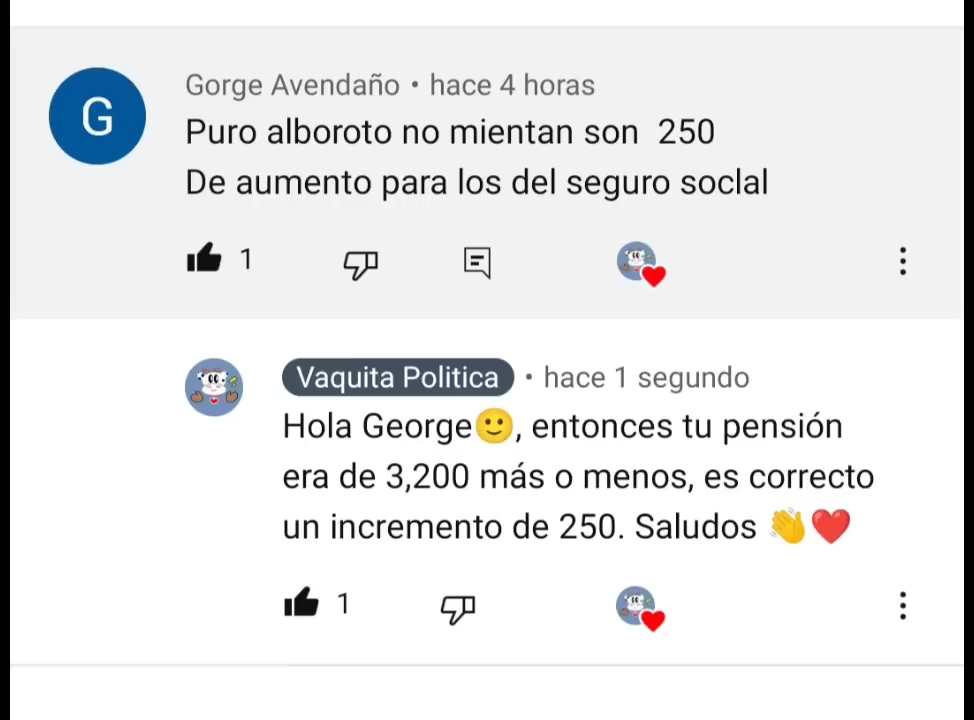 G
Gorge Avendaño • hace 4 horas
Puro alboroto no mientan son 250
De aumento para los del seguro soclal
1
Vaquita Politica • hace 1 segundo
Hola George🙂, entonces tu pensión
era de 3,200 más o menos, es correcto
un incremento de 250. Saludos 👏❤️
1